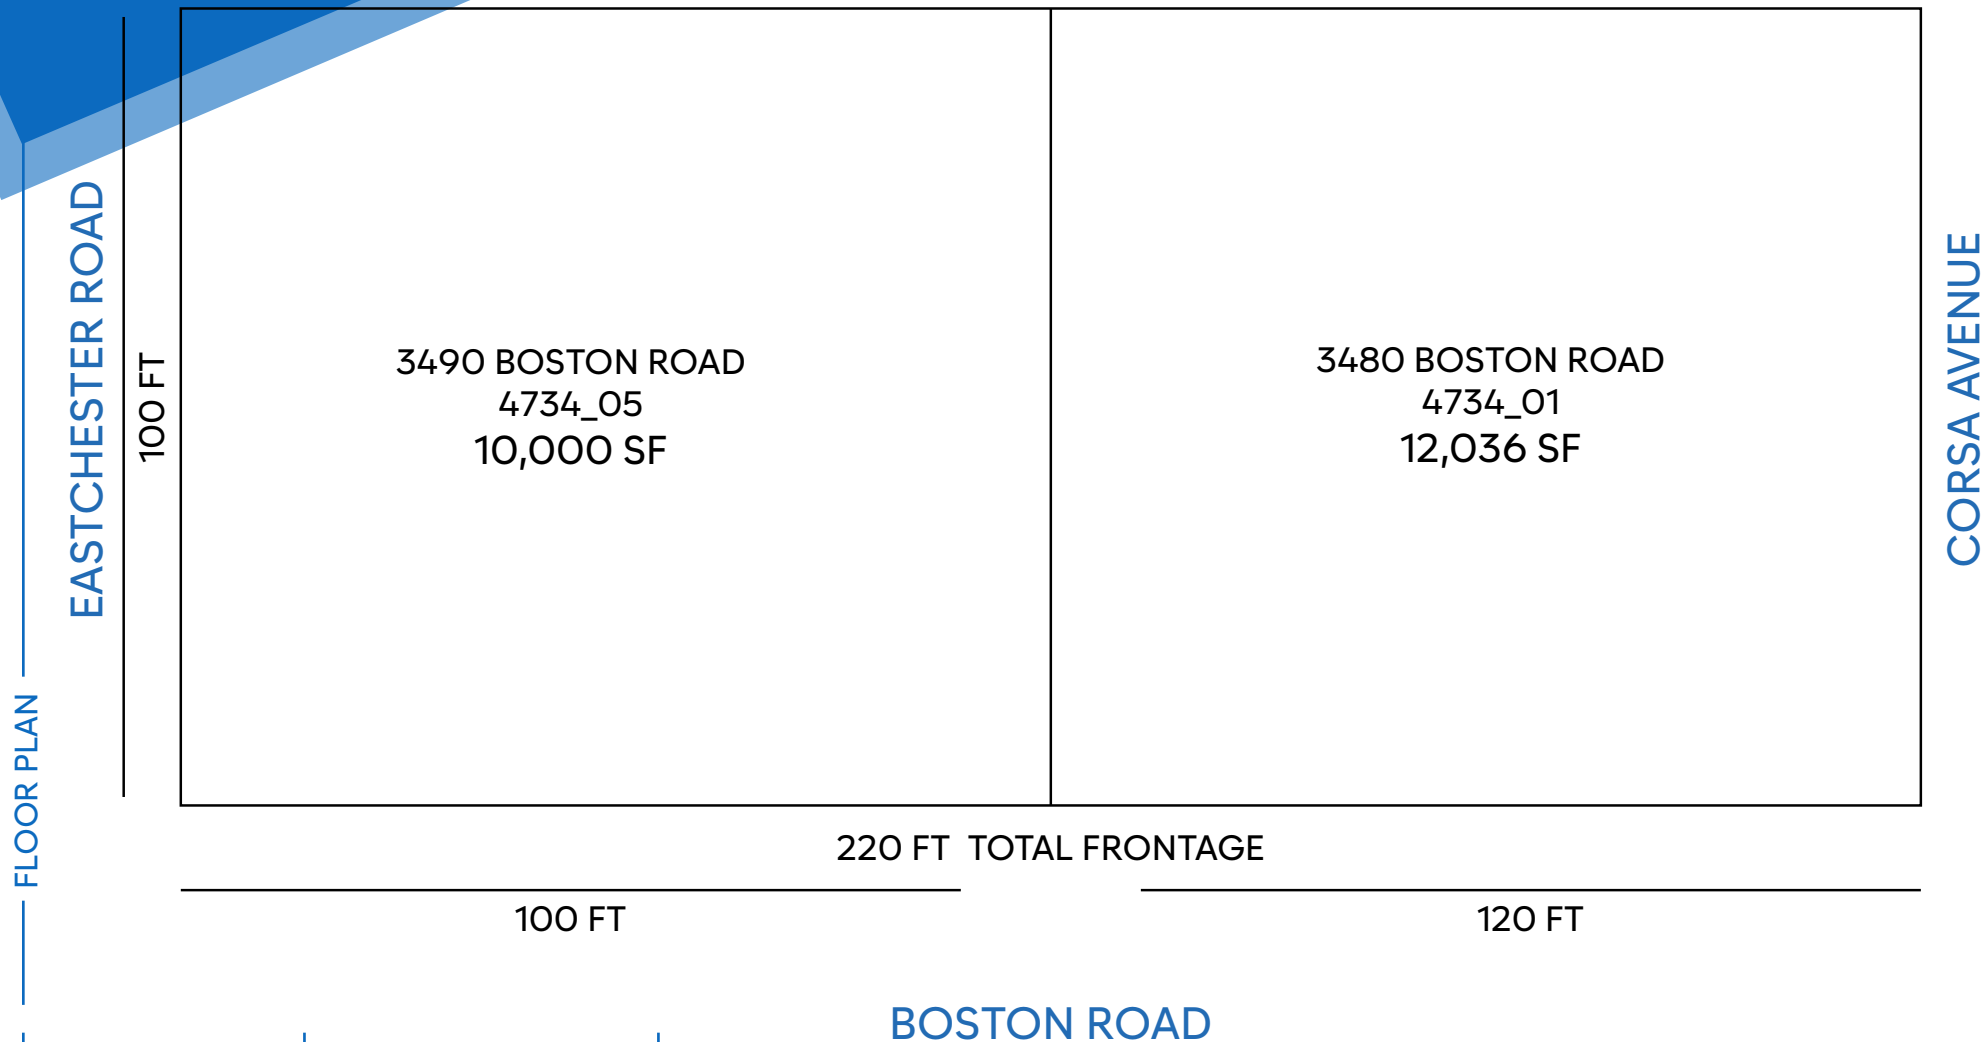 EASTCHESTER ROAD
100 FT
3490 BOSTON ROAD
4734_05
10,000 SF
3480 BOSTON ROAD
4734_01
12,036 SF
CORSA AVENUE
FLOOR PLAN
220 FT TOTAL FRONTAGE
100 FT
120 FT
BOSTON ROAD